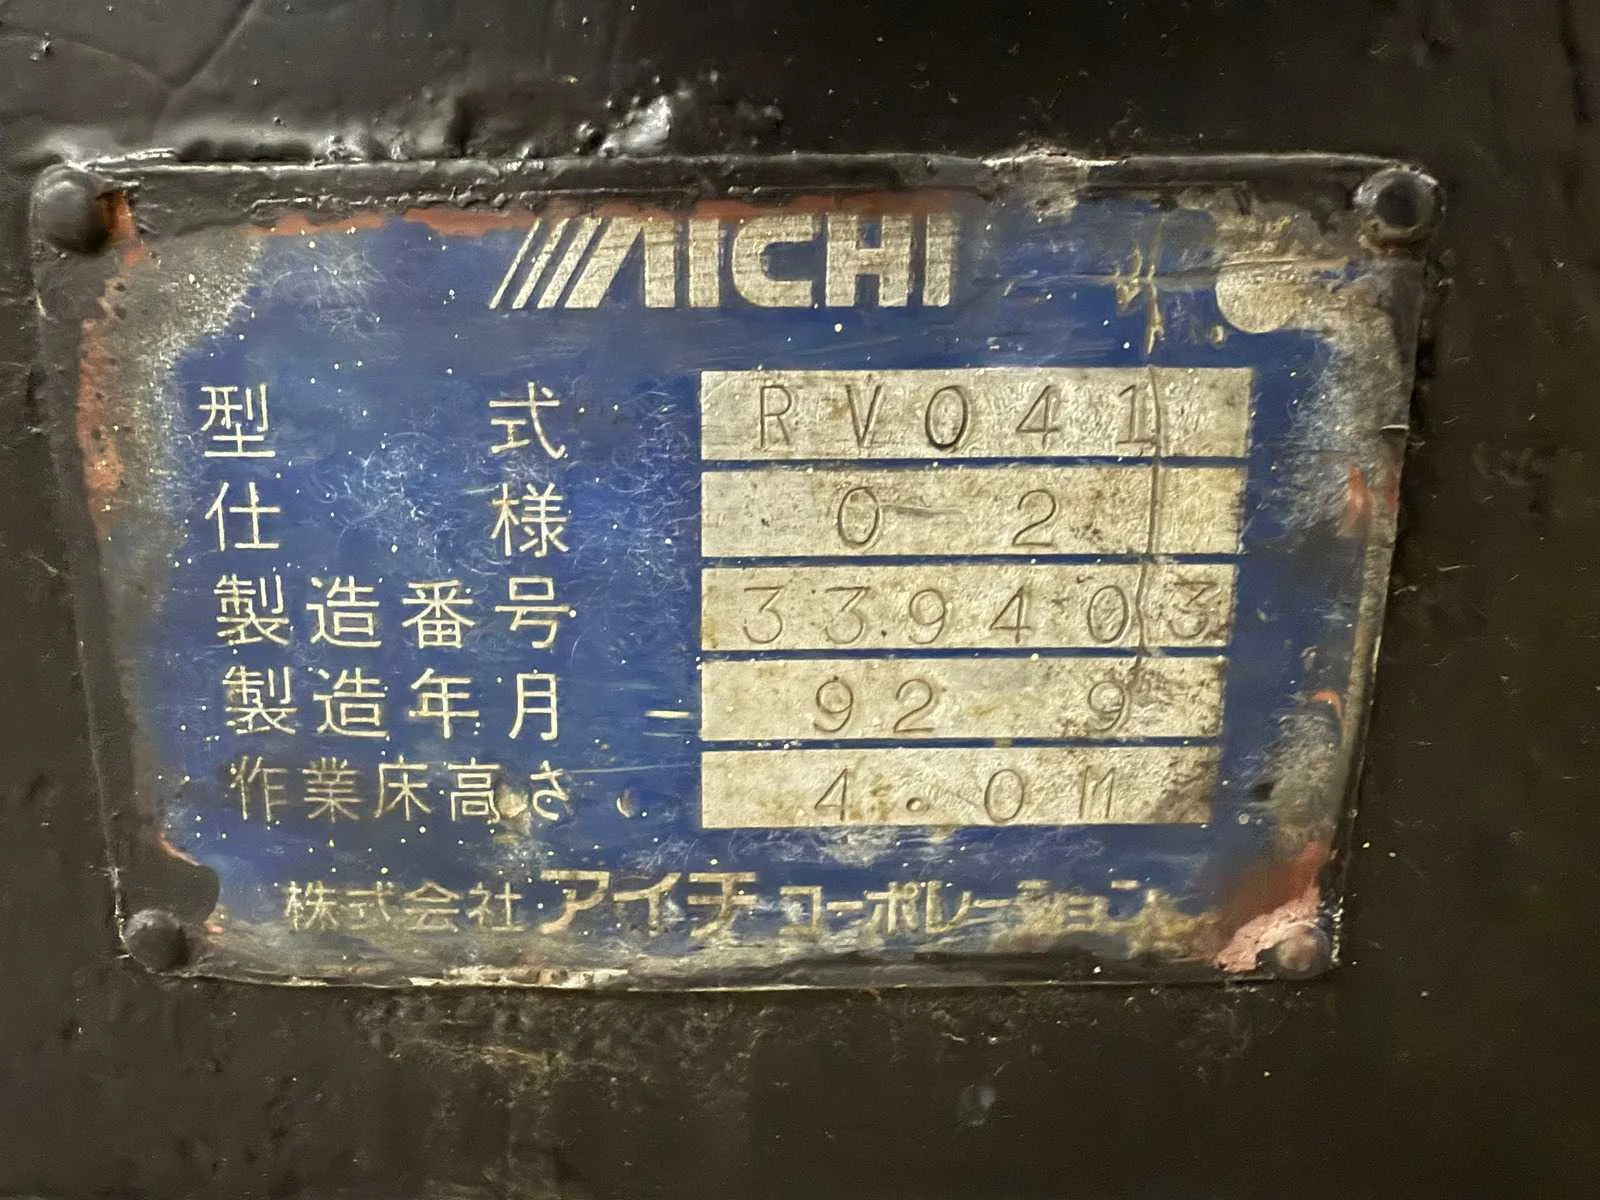 AICHI
型式 RV041
仕様 0 2
製造番号 339403
製造年月 92 9
作業床高さ 4.0M
株式会社アイチコーポレーション